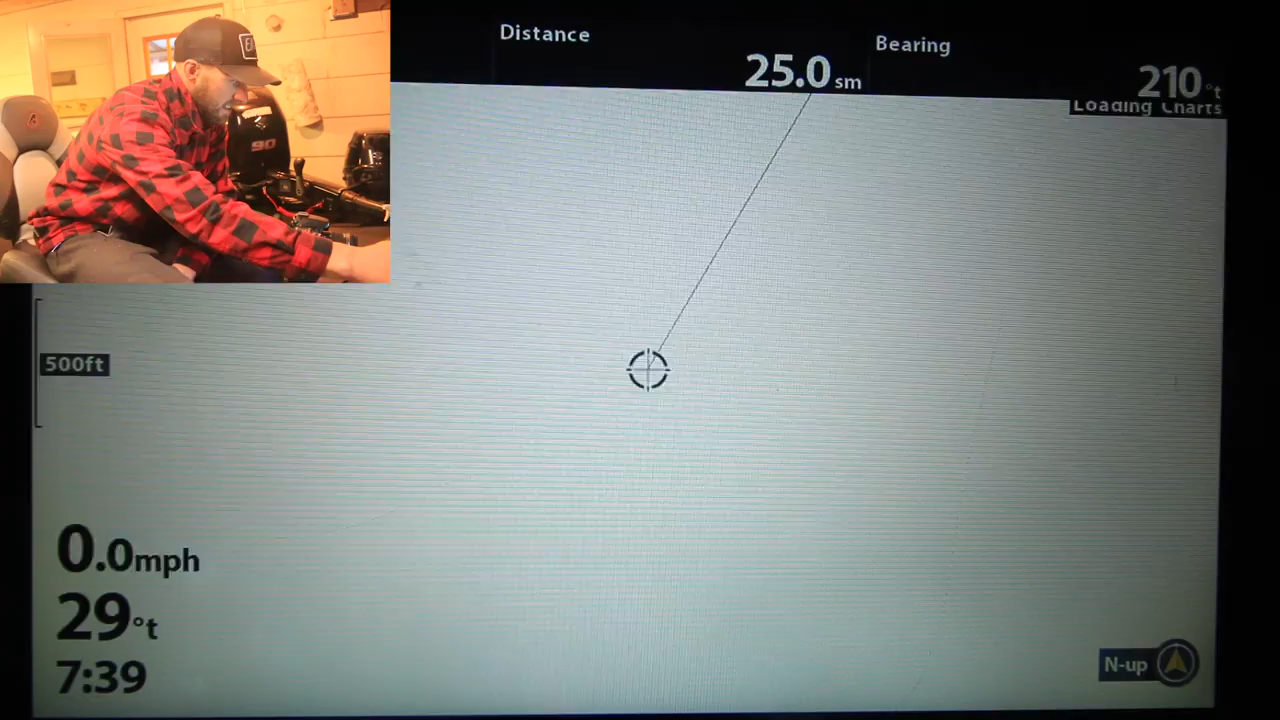 Distance
25.0 sm
Bearing
210°t
Loading Charts
90
500ft
0.0mph
29°t
7:39
N-up